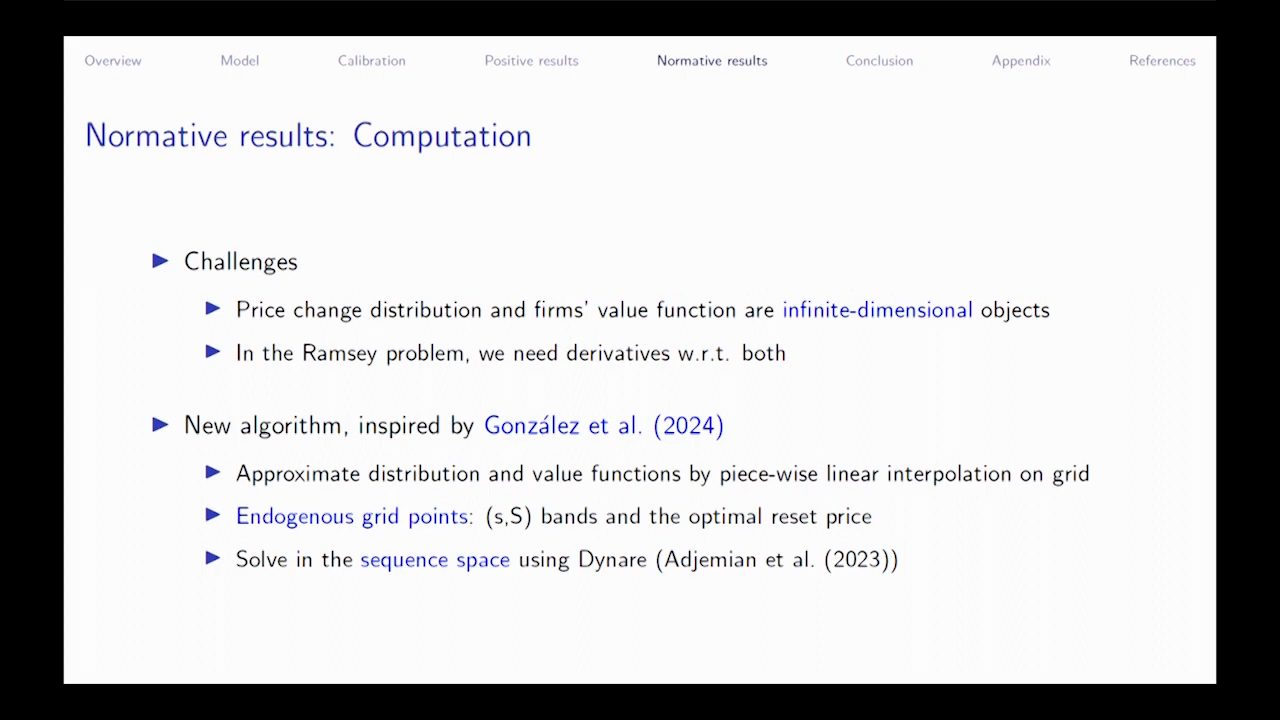 Overview Model Calibration Positive results Normative results Conclusion Appendix References
Normative results: Computation
▶ Challenges
▶ Price change distribution and firms' value function are infinite-dimensional objects
▶ In the Ramsey problem, we need derivatives w.r.t. both
▶ New algorithm, inspired by González et al. (2024)
▶ Approximate distribution and value functions by piece-wise linear interpolation on grid
▶ Endogenous grid points: (s,S) bands and the optimal reset price
▶ Solve in the sequence space using Dynare (Adjemian et al. (2023))